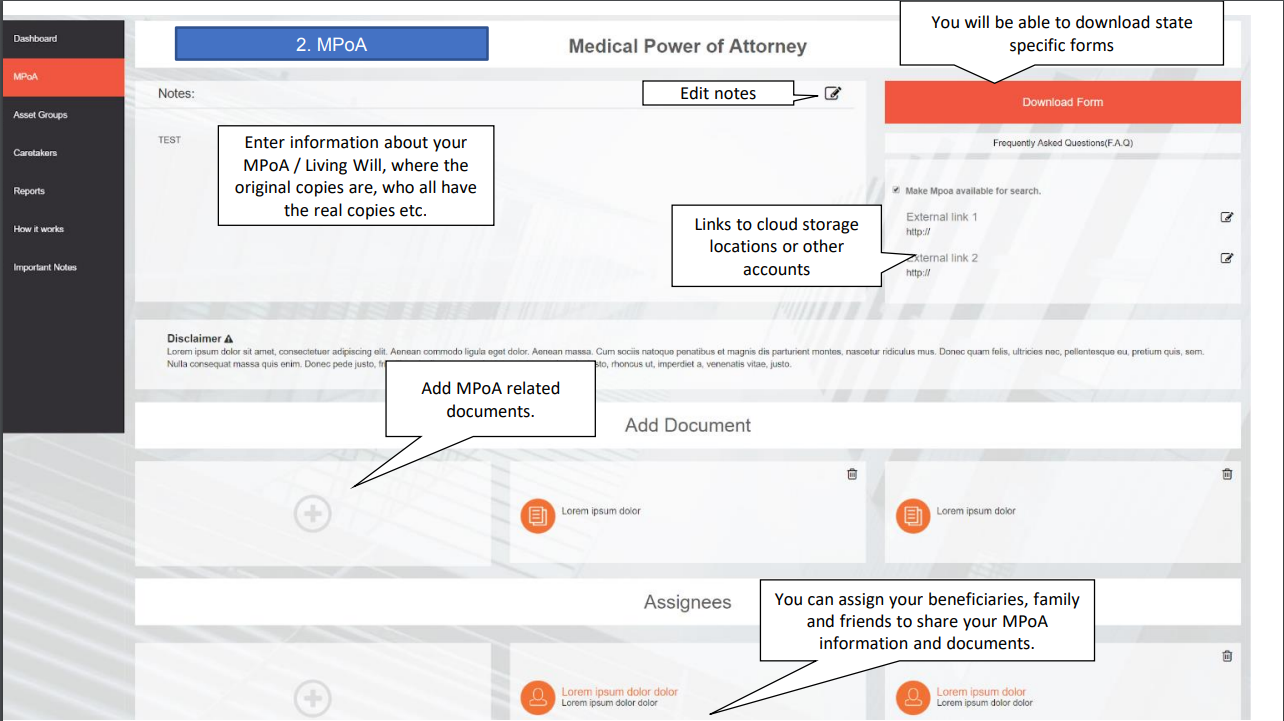 Dashboard
MPoA
Asset Groups
Caretakers
Reports
How it works
Important Notes
2. MPoA
Medical Power of Attorney
You will be able to download state
specific forms
Notes:
Edit notes
TEST
Enter information about your
MPoA / Living Will, where the
original copies are, who all have
the real copies etc.
Download Form
Frequently Asked Questions(F.A.Q)
Make Mpoa available for search.
External link 1
http://
Links to cloud storage
locations or other
accounts
External link 2
http://
Disclaimer
Lorem ipsum dolor sit amet, consectetuer adipiscing elit. Aenean commodo ligula eget dolor. Aenean massa. Cum sociis natoque penatibus et magnis dis parturient montes, nascetur ridiculus mus. Donec quam felis, ultricies nec, pellentesque eu, pretium quis, sem.
Nulla consequat massa quis enim. Donec pede justo, rhoncus ut, imperdiet a, venenatis vitae, justo.
Add MPoA related
documents.
Add Document
Lorem ipsum dolor
Lorem ipsum dolor
Assignees
You can assign your beneficiaries, family
and friends to share your MPoA
information and documents.
Lorem ipsum dolor dolor
Lorem ipsum dolor dolor
Lorem ipsum dolor
Lorem ipsum dolor dolor